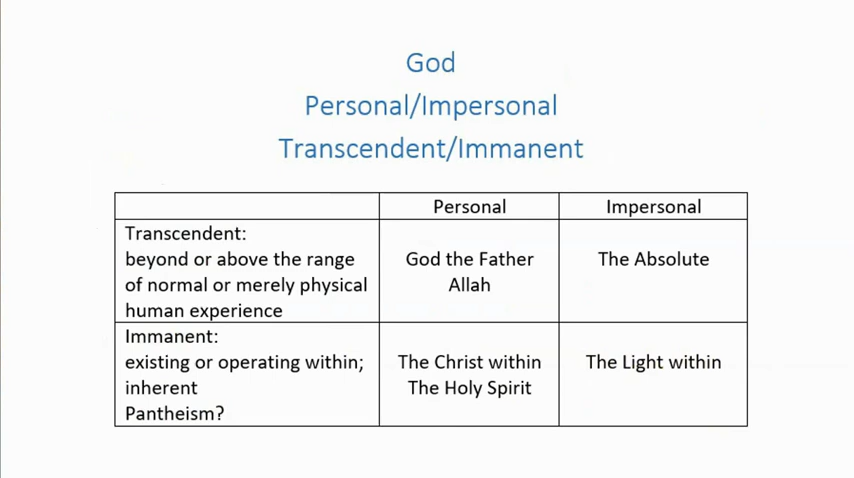 God
Personal/Impersonal
Transcendent/Immanent
Personal
Impersonal
Transcendent:
beyond or above the range
of normal or merely physical
human experience
God the Father
Allah
The Absolute
Immanent:
existing or operating within;
inherent
Pantheism?
The Christ within
The Holy Spirit
The Light within